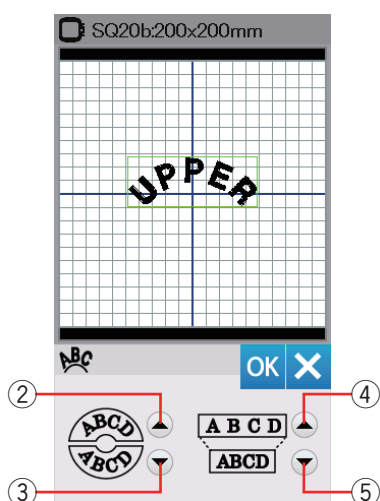 SQ20b:200x200mm
UPPER
ABC
OK
② ④
ABCD A B C D
ABCD ABCD
③ ⑤